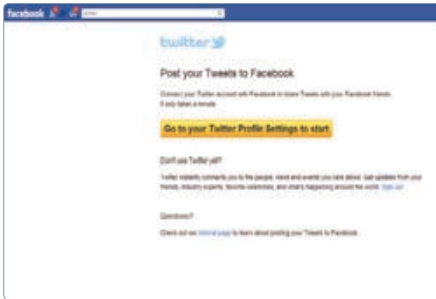 facebook
twitter
Post your Tweets to Facebook
Connect your Twitter account with Facebook to share Tweets with your Facebook friends.
It only takes a minute.
Go to your Twitter Profile Settings to start
Don't use Twitter yet?
Twitter instantly connects you to the people, news and events you care about. Get updates from your
friends, industry experts, favorite celebrities, and what's happening around the world. Sign up!
Questions?
Check out our page to learn about posting your Tweets to Facebook.